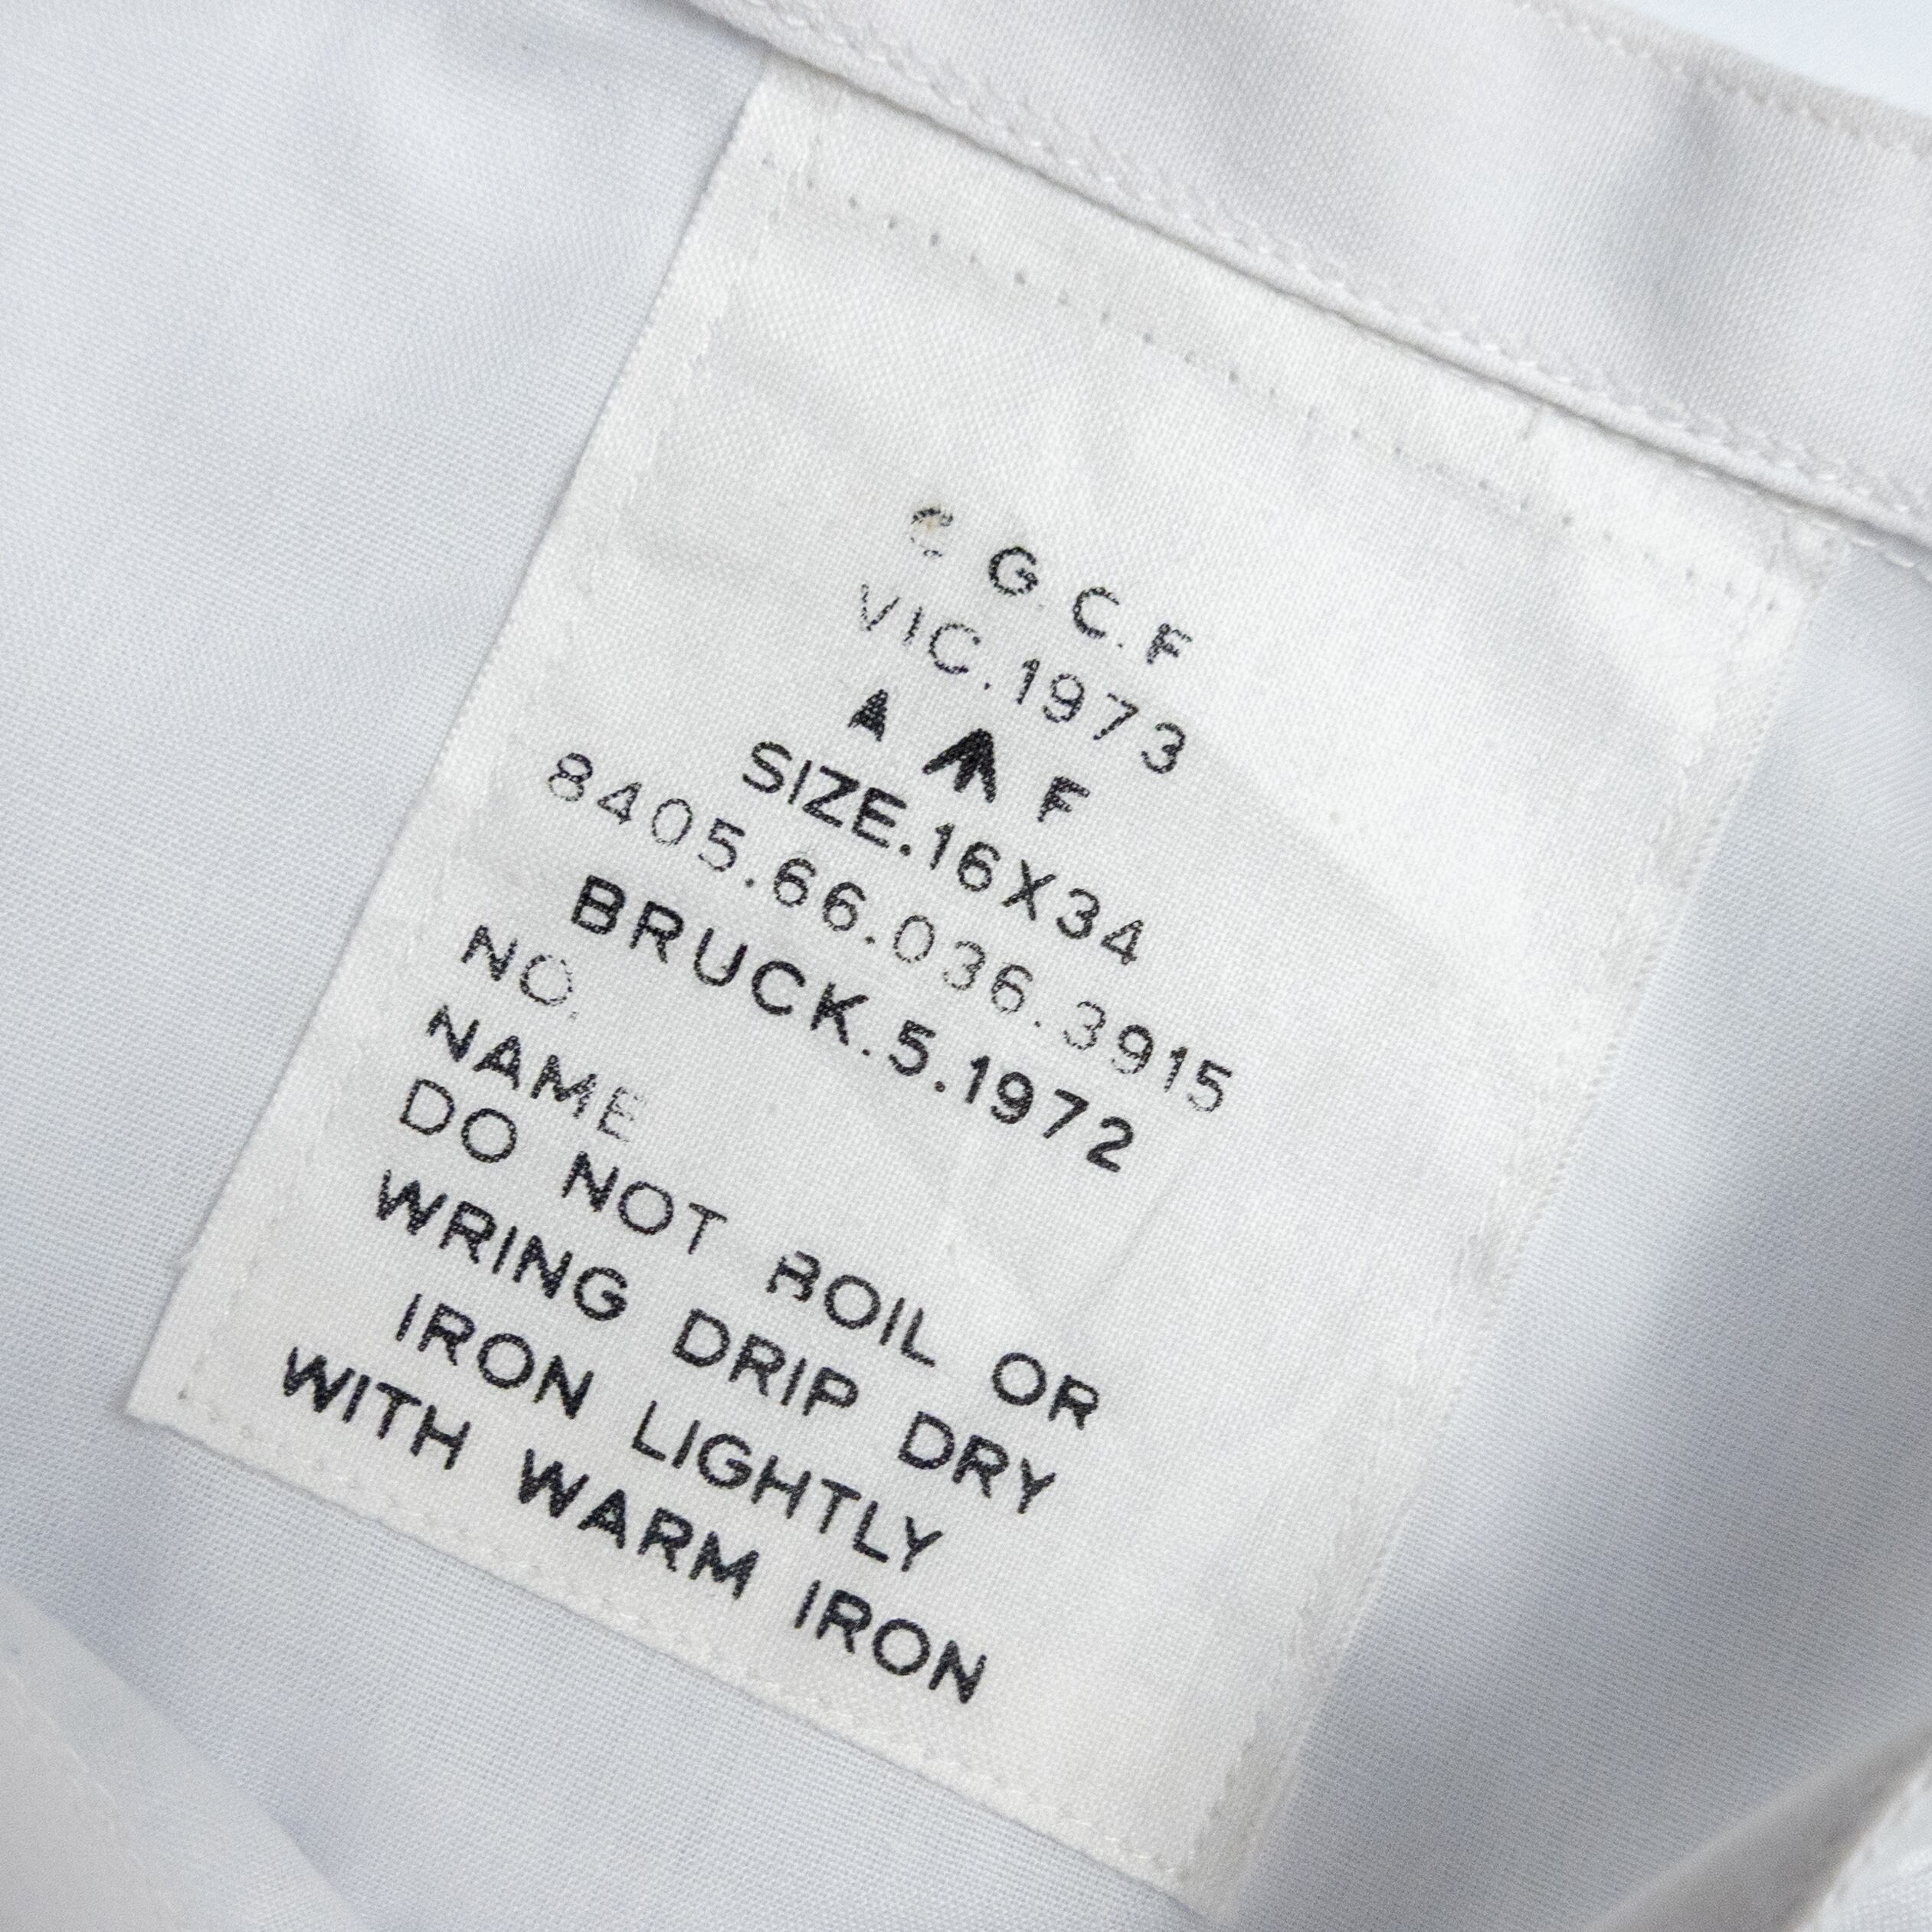 C G. C. F
VIC. 1973
A F
SIZE. 16X34
8405.66.036.3915
BRUCK. 5. 1972
NO.
NAME
DO NOT BOIL OR
WRING DRIP DRY
IRON LIGHTLY
WITH WARM IRON